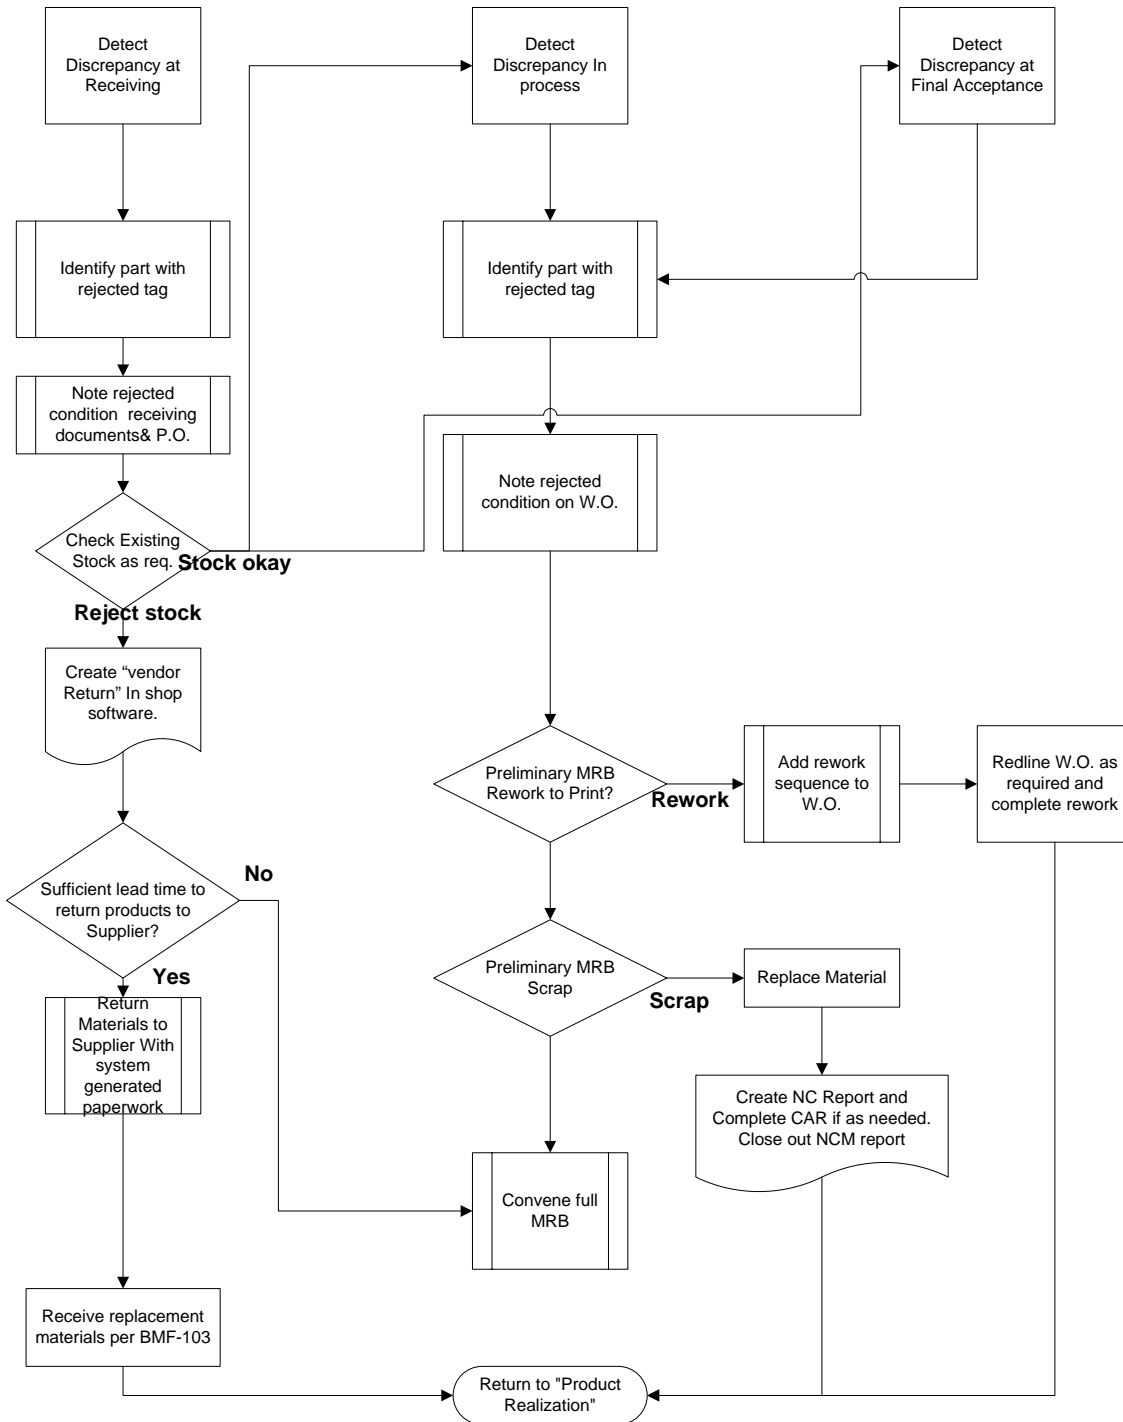 Detect
Discrepancy at
Receiving
Detect
Discrepancy In
process
Detect
Discrepancy at
Final Acceptance
Identify part with
rejected tag
Identify part with
rejected tag
Note rejected
condition  receiving
documents& P.O.
Note rejected
condition on W.O.
Check Existing
Stock as req.
Stock okay
Reject stock
Create “vendor
Return” In shop
software.
Preliminary MRB
Rework to Print?
Rework
Add rework
sequence to
W.O.
Redline W.O. as
required and
complete rework
Sufficient lead time to
return products to
Supplier?
No
Yes
Preliminary MRB
Scrap
Scrap
Replace Material
Return
Materials to
Supplier With
system
generated
paperwork
Create NC Report and
Complete CAR if as needed.
Close out NCM report
Convene full
MRB
Receive replacement
materials per BMF-103
Return to "Product
Realization"